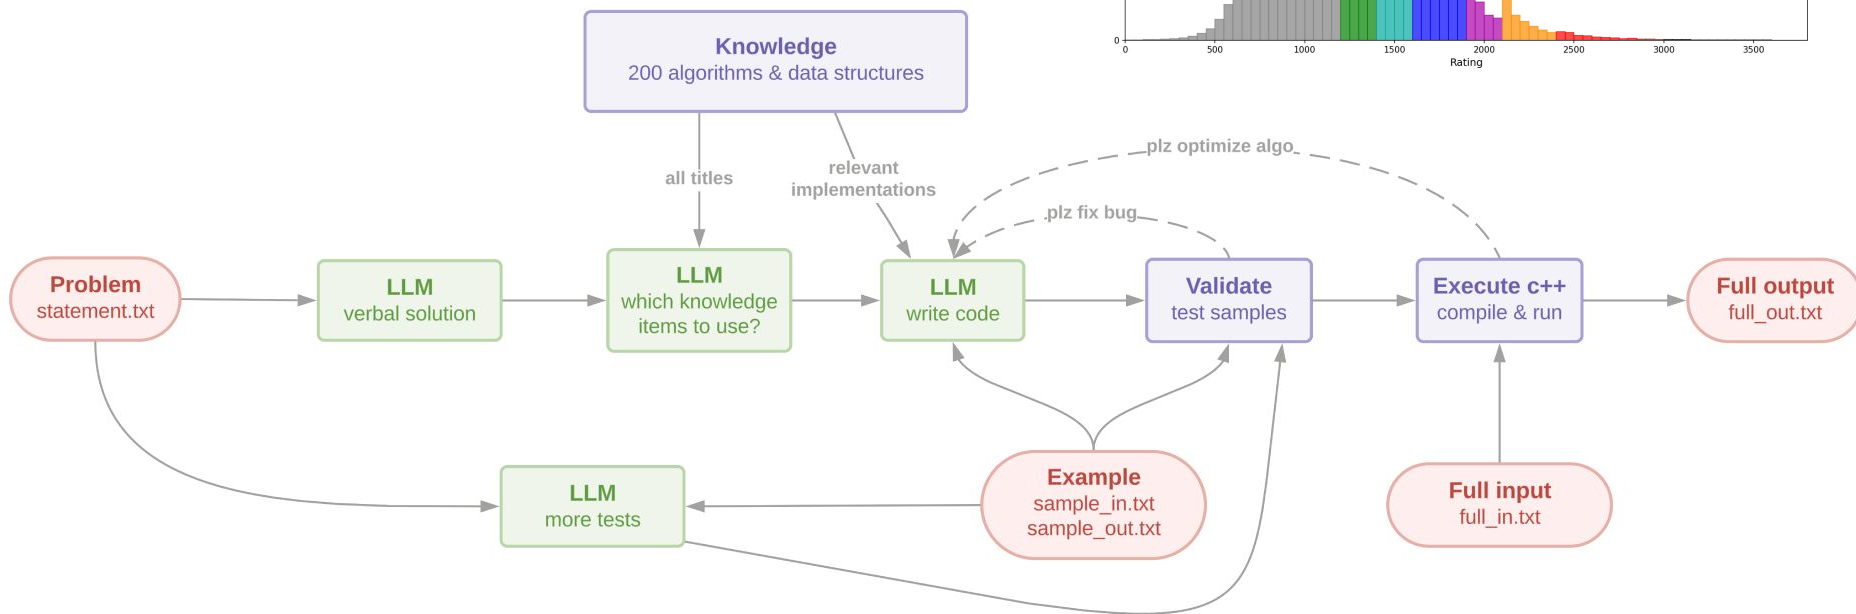 Knowledge
200 algorithms & data structures
0
0
500
1000
1500
2000
2500
3000
3500
Rating
all titles
relevant
implementations
plz optimize algo
plz fix bug
Problem
statement.txt
LLM
verbal solution
LLM
which knowledge
items to use?
LLM
write code
Validate
test samples
Execute c++
compile & run
Full output
full_out.txt
LLM
more tests
Example
sample_in.txt
sample_out.txt
Full input
full_in.txt